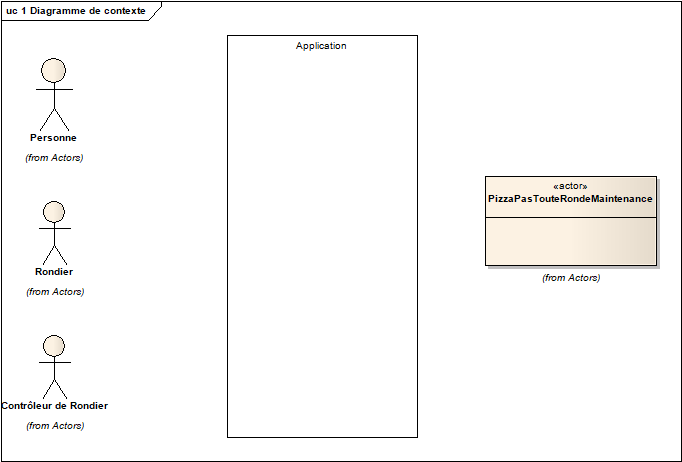 uc 1 Diagramme de contexte
Application
Personne
(from Actors)
«actor»
PizzaPasTouteRondeMaintenance
(from Actors)
Rondier
(from Actors)
Contrôleur de Rondier
(from Actors)